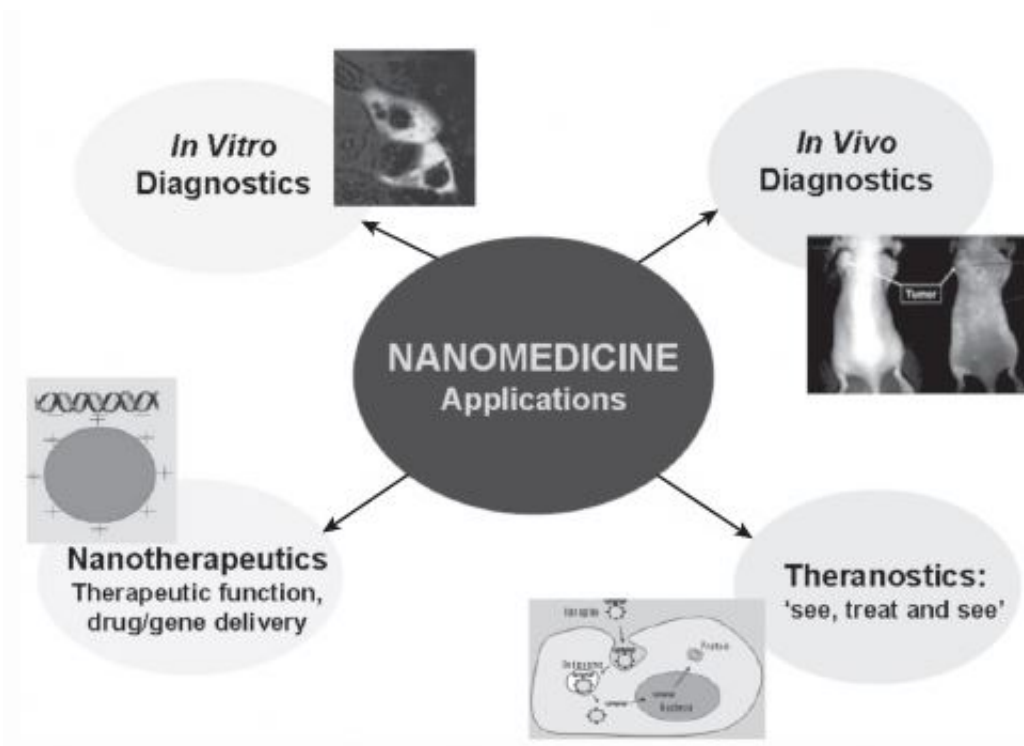 In Vitro
Diagnostics
In Vivo
Diagnostics
Tumor
NANOMEDICINE
Applications
Nanotherapeutics
Therapeutic function,
drug/gene delivery
Theranostics:
‘see, treat and see’